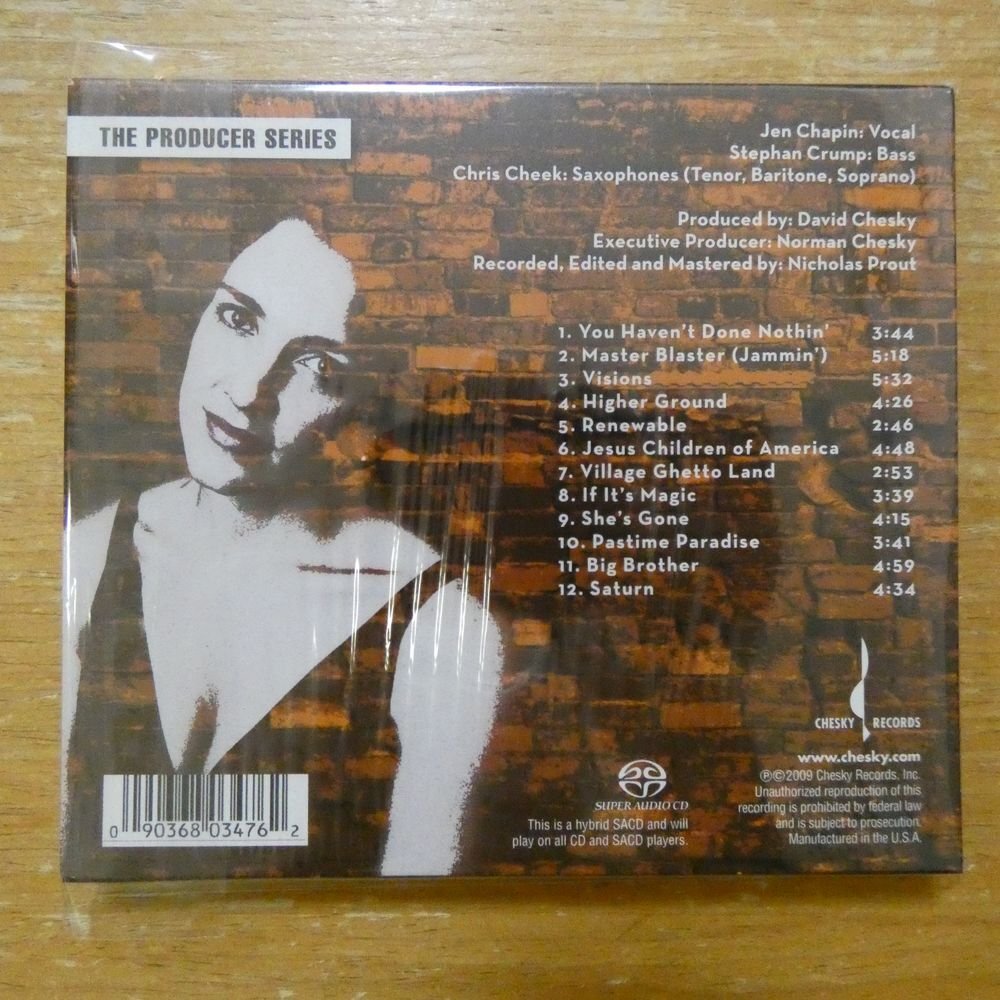 THE PRODUCER SERIES
Jen Chapin: Vocal
Stephan Crump: Bass
Chris Cheek: Saxophones (Tenor, Baritone, Soprano)
Produced by: David Chesky
Executive Producer: Norman Chesky
Recorded, Edited and Mastered by: Nicholas Prout
1. You Haven't Done Nothin' 3:44
2. Master Blaster (Jammin') 5:18
3. Visions 5:32
4. Higher Ground 4:26
5. Renewable 2:46
6. Jesus Children of America 4:48
7. Village Ghetto Land 2:53
8. If It's Magic 3:39
9. She's Gone 4:15
10. Pastime Paradise 3:41
11. Big Brother 4:59
12. Saturn 4:34
CHESKY RECORDS
www.chesky.com
℗©2009 Chesky Records, Inc.
Unauthorized reproduction of this
recording is prohibited by federal law
and is subject to prosecution.
Manufactured in the U.S.A.
SUPER AUDIO CD
This is a hybrid SACD and will
play on all CD and SACD players.
0 90368 03476 2